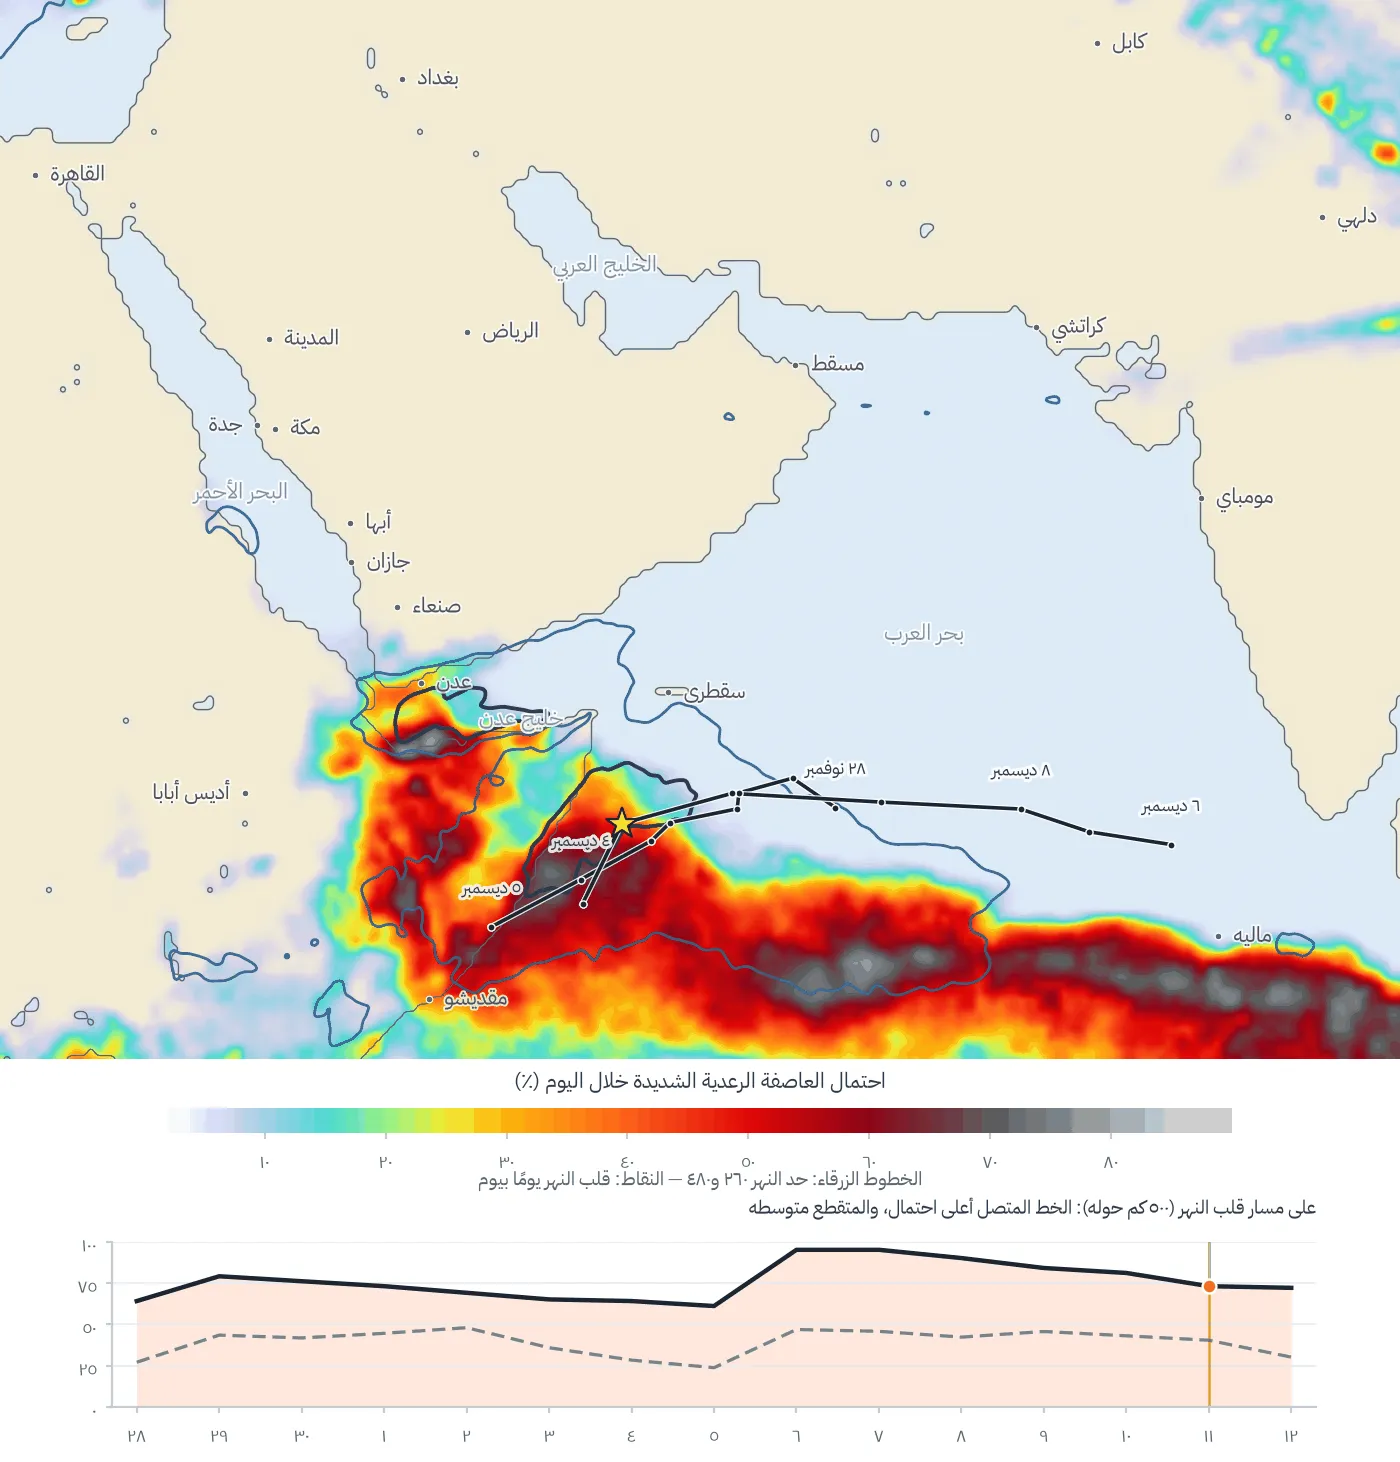 كابل
بغداد
القاهرة
دلهي
الخليج العربي
المدينة
الرياض
كراتشي
مسقط
جدة
مكة
البحر الأحمر
مومباي
أبها
جازان
صنعاء
بحر العرب
عدن
سقطرى
خليج عدن
٢٨ نوفمبر
٨ ديسمبر
أديس أبابا
٦ ديسمبر
٤ ديسمبر
٥ ديسمبر
ماليه
مقديشو
احتمال العاصفة الرعدية الشديدة خلال اليوم (٪)
١٠ ٢٠ ٣٠ ٤٠ ٥٠ ٦٠ ٧٠ ٨٠
الخطوط الزرقاء: حد النهر ٢٦٠ و٤٨٠ — النقاط: قلب النهر يومًا بيوم
على مسار قلب النهر (٥٠٠ كم حوله): الخط المتصل أعلى احتمال، والمتقطع متوسطه
١٠٠
٧٥
٥٠
٢٥
٠
٢٨ ٢٩ ٣٠ ١ ٢ ٣ ٤ ٥ ٦ ٧ ٨ ٩ ١٠ ١١ ١٢